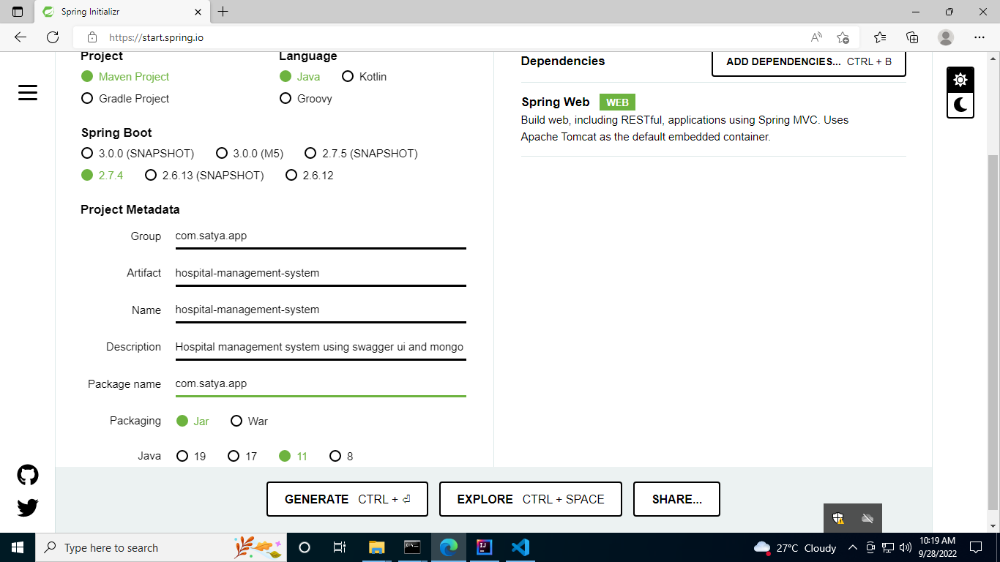 Spring Initializr
https://start.spring.io
Project
Maven Project
Gradle Project
Language
Java
Kotlin
Groovy
Spring Boot
3.0.0 (SNAPSHOT)
3.0.0 (M5)
2.7.5 (SNAPSHOT)
2.7.4
2.6.13 (SNAPSHOT)
2.6.12
Project Metadata
Group com.satya.app
Artifact hospital-management-system
Name hospital-management-system
Description Hospital management system using swagger ui and mongo
Package name com.satya.app
Packaging Jar War
Java 19 17 11 8
Dependencies
ADD DEPENDENCIES... CTRL + B
Spring Web WEB
Build web, including RESTful, applications using Spring MVC. Uses
Apache Tomcat as the default embedded container.
GENERATE CTRL + ⏎
EXPLORE CTRL + SPACE
SHARE...
Type here to search
27°C Cloudy
10:19 AM
9/28/2022